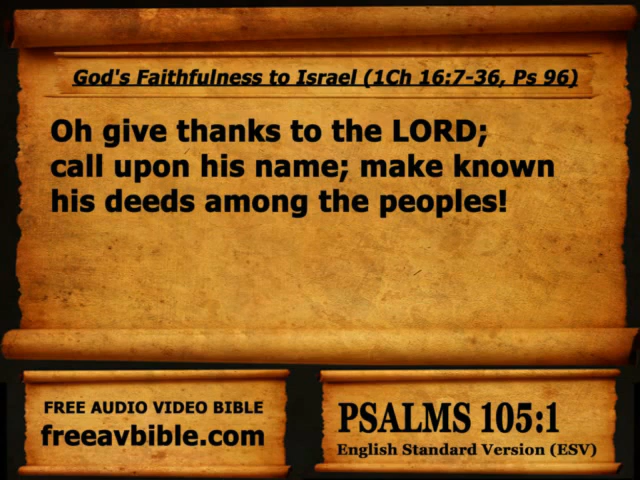 God's Faithfulness to Israel (1Ch 16:7-36, Ps 96)
Oh give thanks to the LORD;
call upon his name; make known
his deeds among the peoples!
FREE AUDIO VIDEO BIBLE
freeavbible.com
PSALMS 105:1
English Standard Version (ESV)